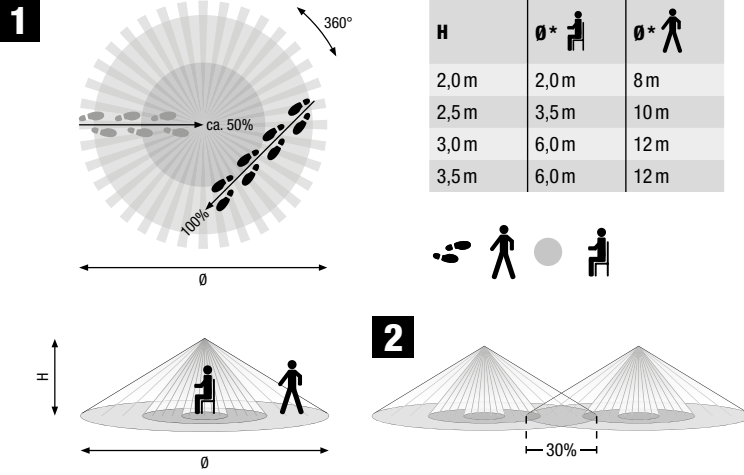 1
360°
ca. 50%
100%
Ø
H Ø* Ø*
2,0 m 2,0 m 8 m
2,5 m 3,5 m 10 m
3,0 m 6,0 m 12 m
3,5 m 6,0 m 12 m
H
Ø
2
30%